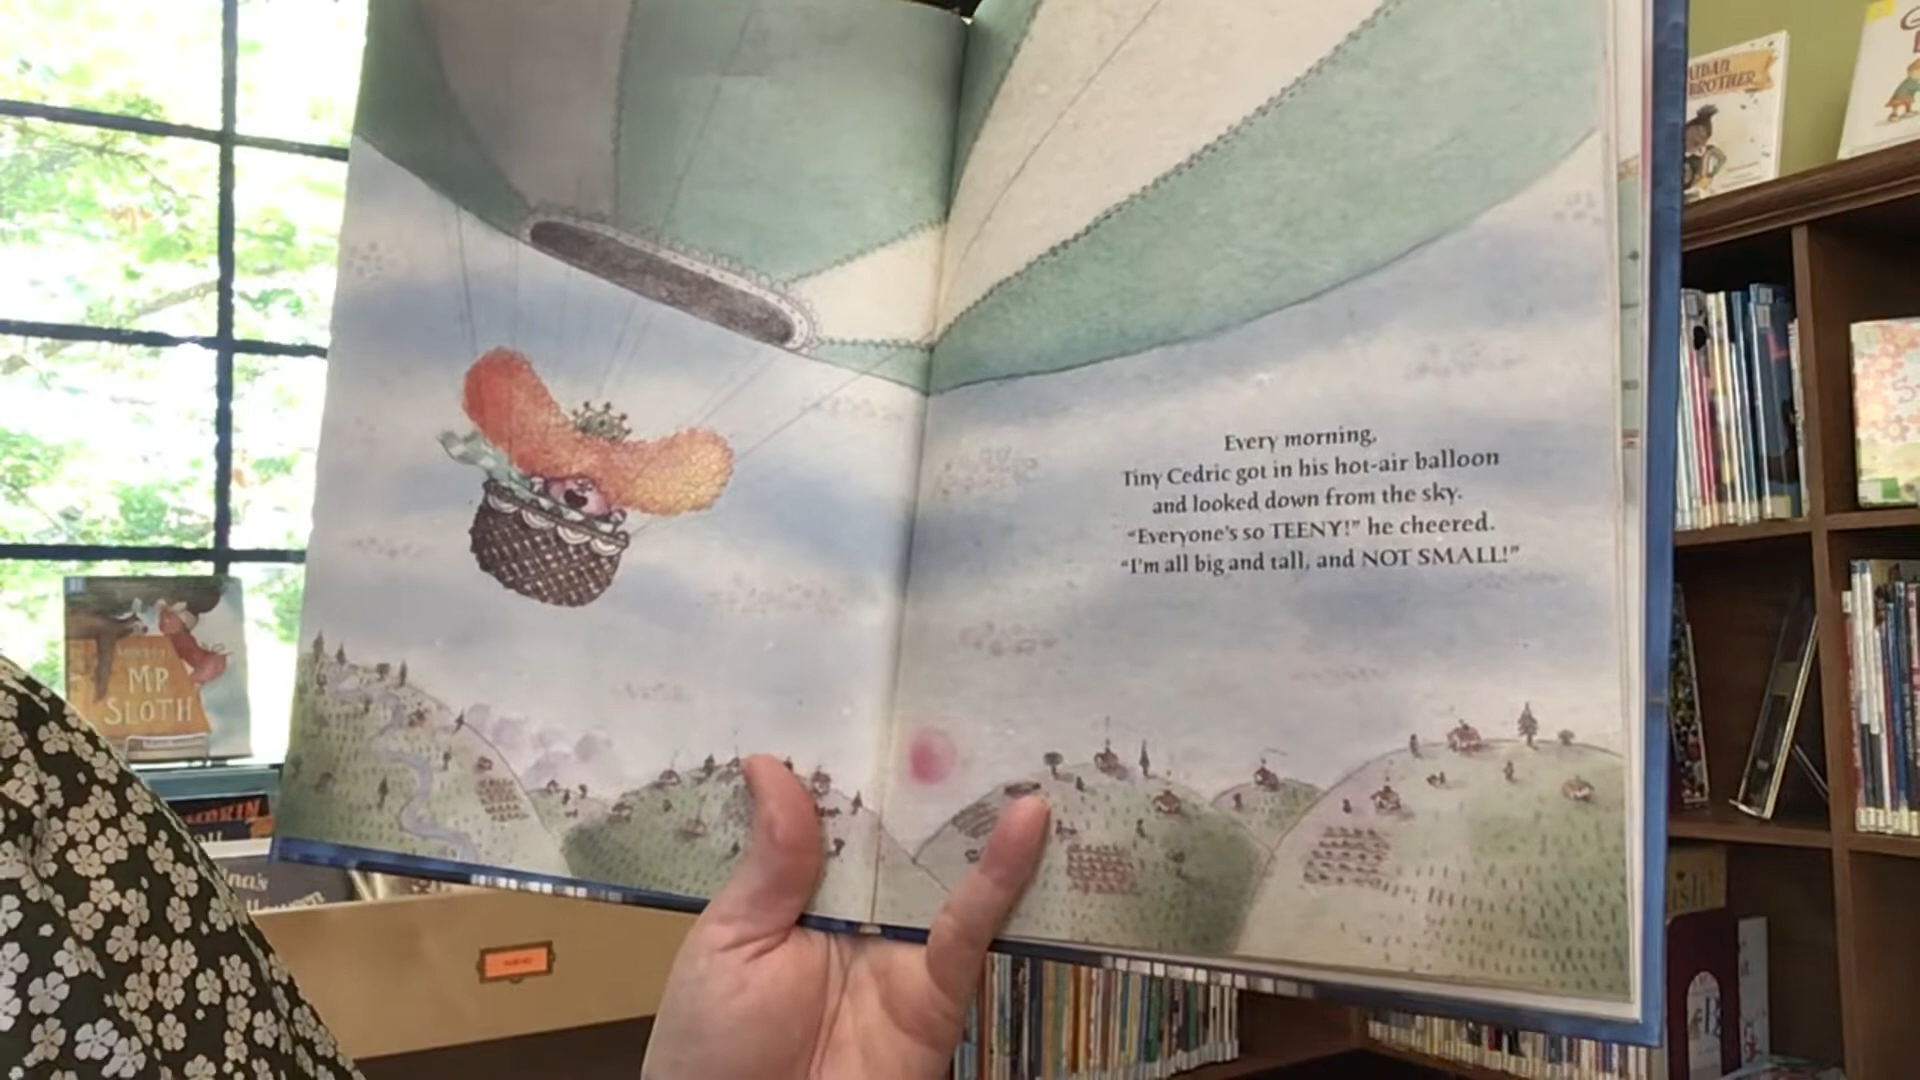 Every morning,
Tiny Cedric got in his hot-air balloon
and looked down from the sky.
“Everyone's so TEENY!” he cheered.
“I'm all big and tall, and NOT SMALL!”
MP
SLOTH
BROTHER